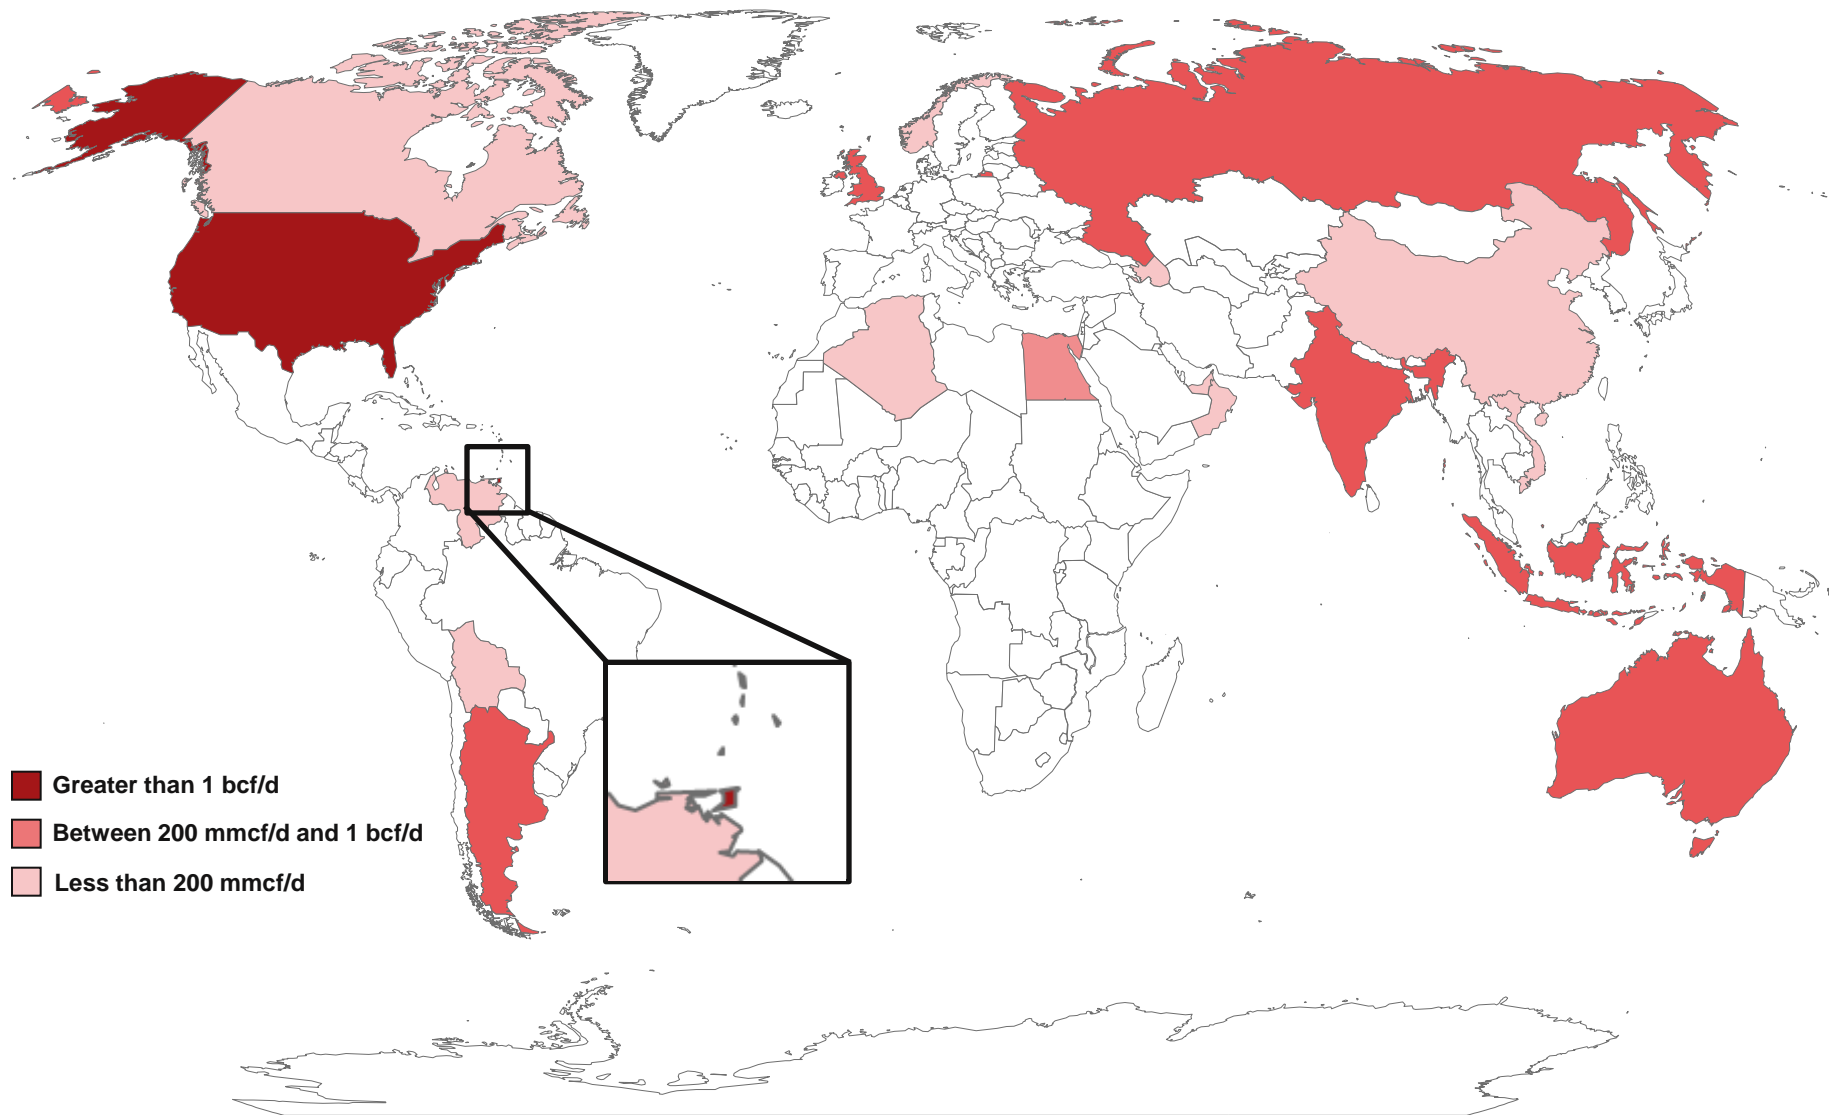 Greater than 1 bcf/d
Between 200 mmcf/d and 1 bcf/d
Less than 200 mmcf/d